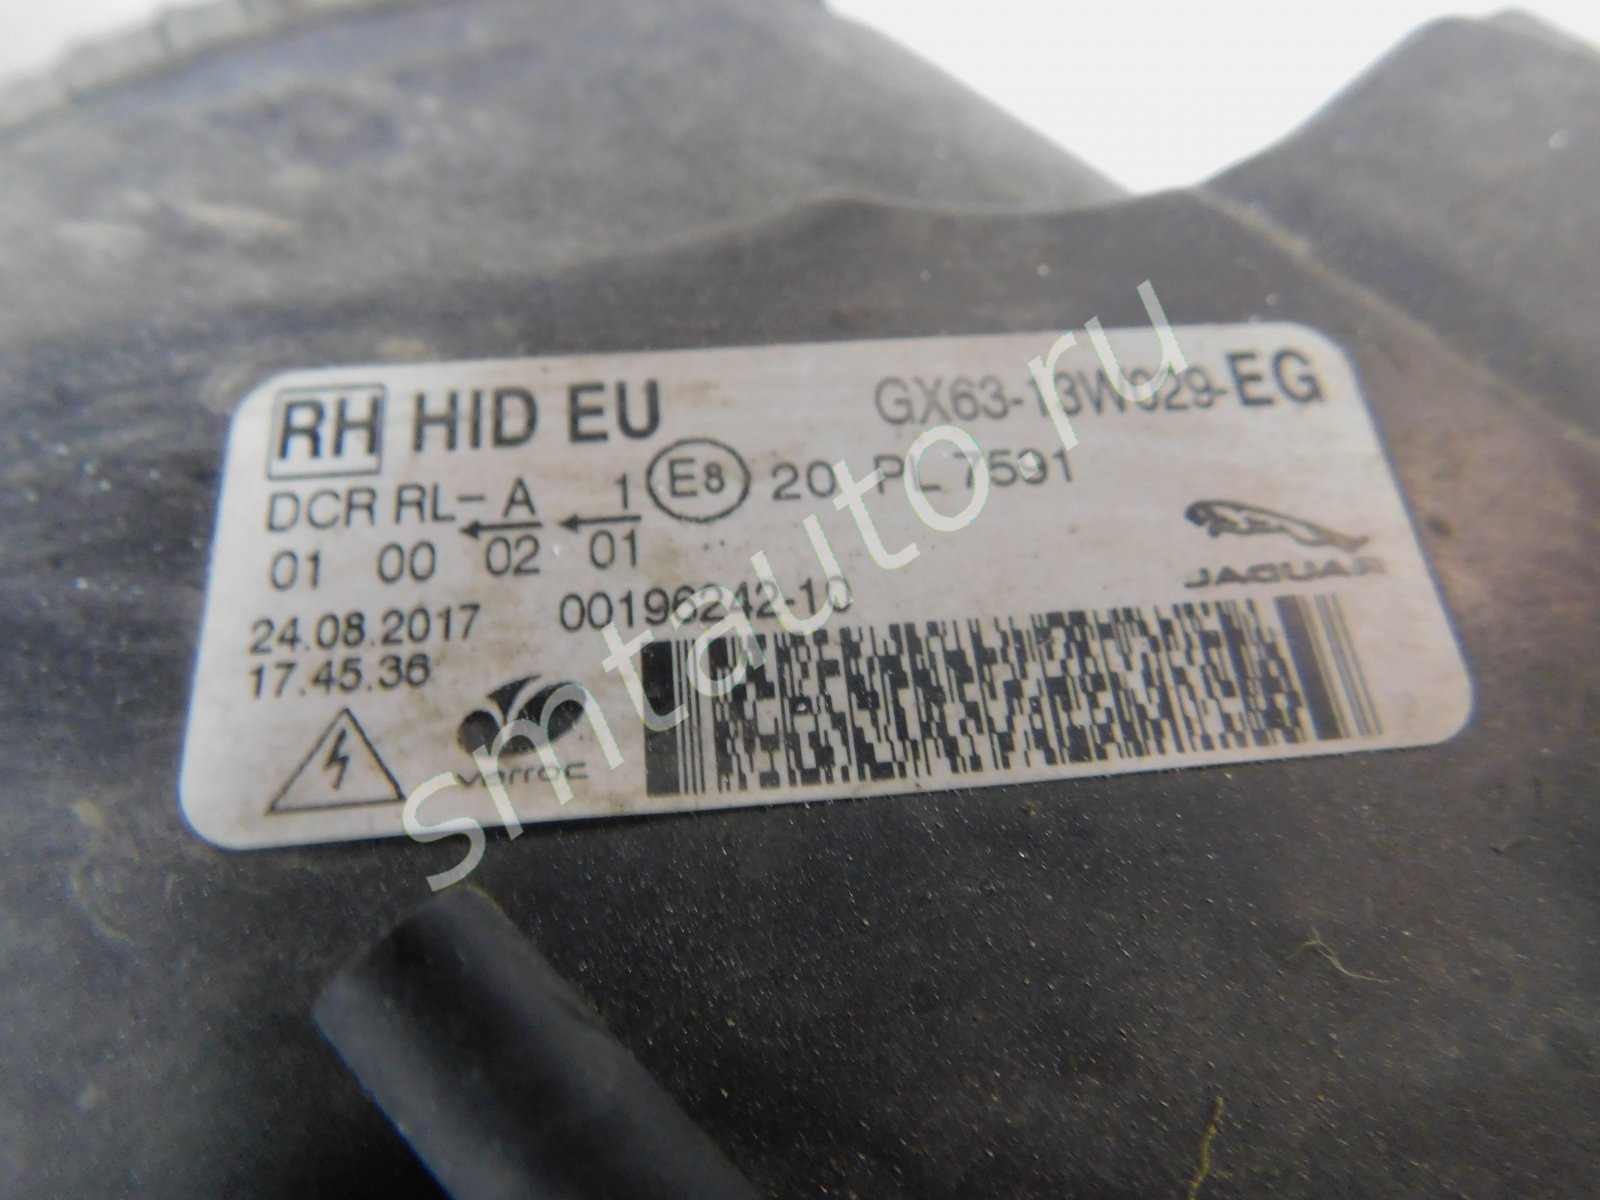 RH HID EU GX63-13W029-EG
DCR RL-A 1 E8 20 PL 7591
01 00 02 01
JAGUAR
24.08.2017 00196242-10
17.45.36
varroc
smtauto.ru